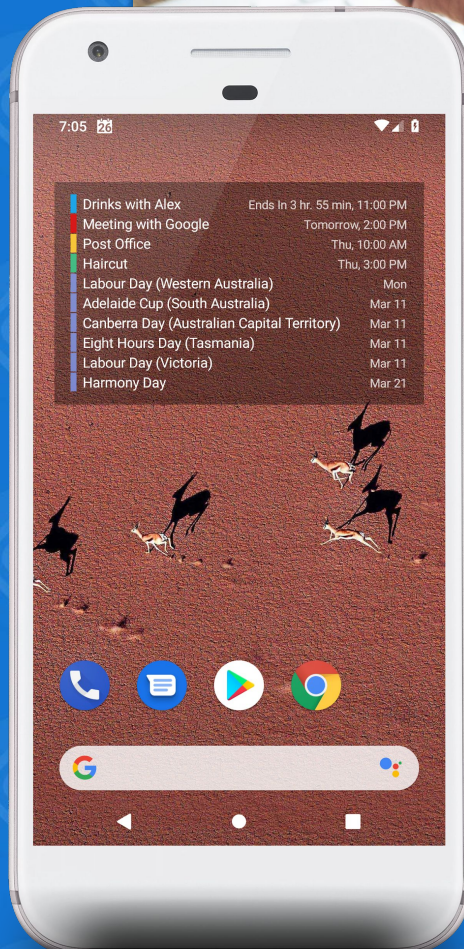 7:05 26
Drinks with Alex Ends In 3 hr. 55 min, 11:00 PM
Meeting with Google Tomorrow, 2:00 PM
Post Office Thu, 10:00 AM
Haircut Thu, 3:00 PM
Labour Day (Western Australia) Mon
Adelaide Cup (South Australia) Mar 11
Canberra Day (Australian Capital Territory) Mar 11
Eight Hours Day (Tasmania) Mar 11
Labour Day (Victoria) Mar 11
Harmony Day Mar 21
G